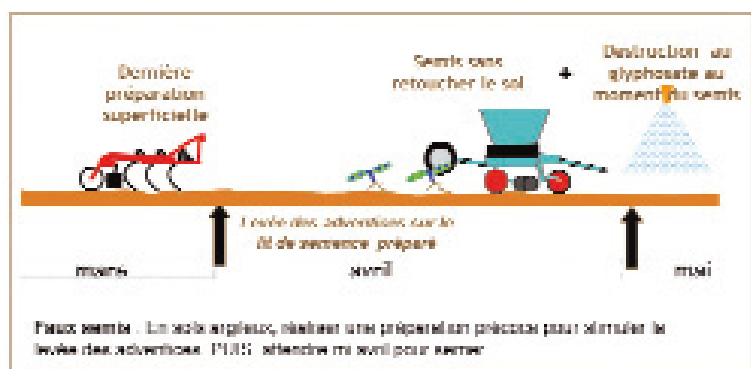 Dernière
préparation
superficielle
Semis sans
retoucher le sol
+
Destruction au
glyphosate au
moment du semis
Levée des adventises sur le
lit de semence préparé
mars
avril
mai
Faux semis : En sols argileux, réaliser une préparation précoce pour stimuler la
levée des adventices PUIS attendre mi avril pour semer